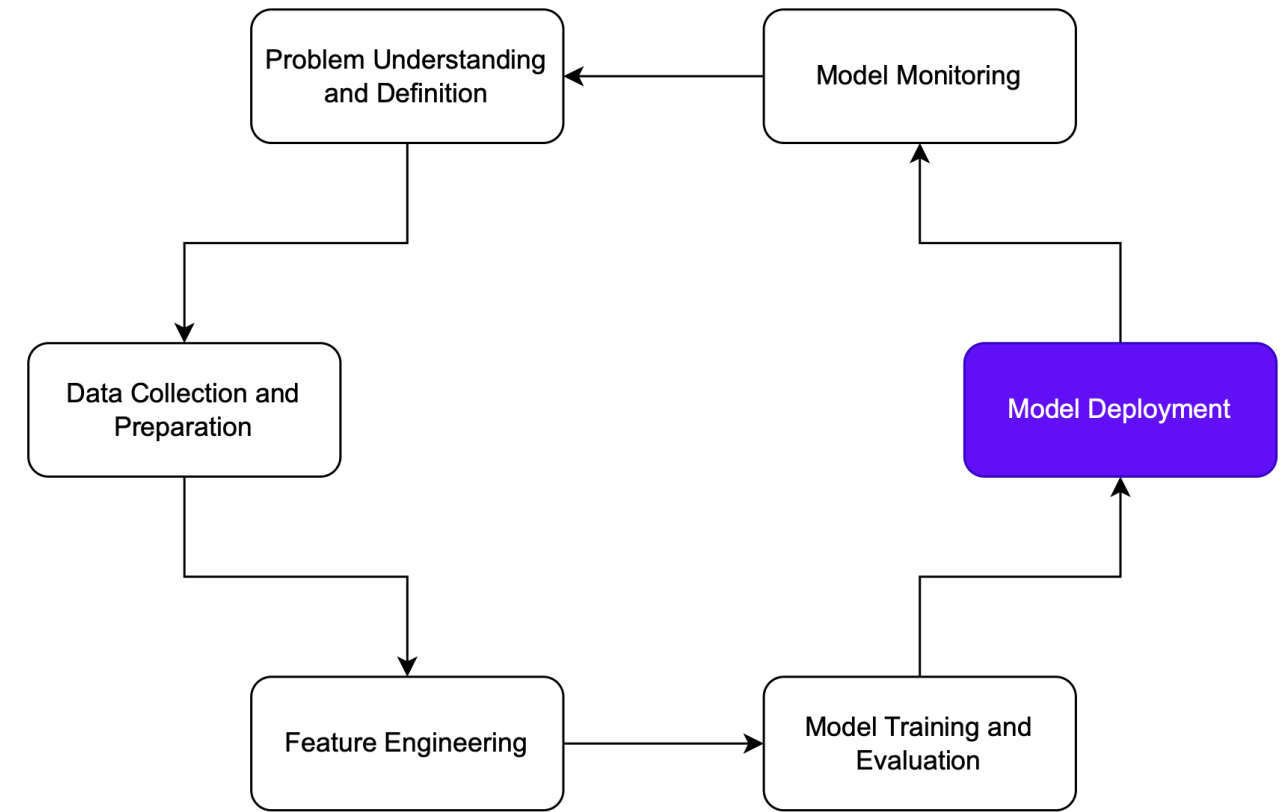 Problem Understanding
and Definition
Model Monitoring
Data Collection and
Preparation
Model Deployment
Feature Engineering
Model Training and
Evaluation